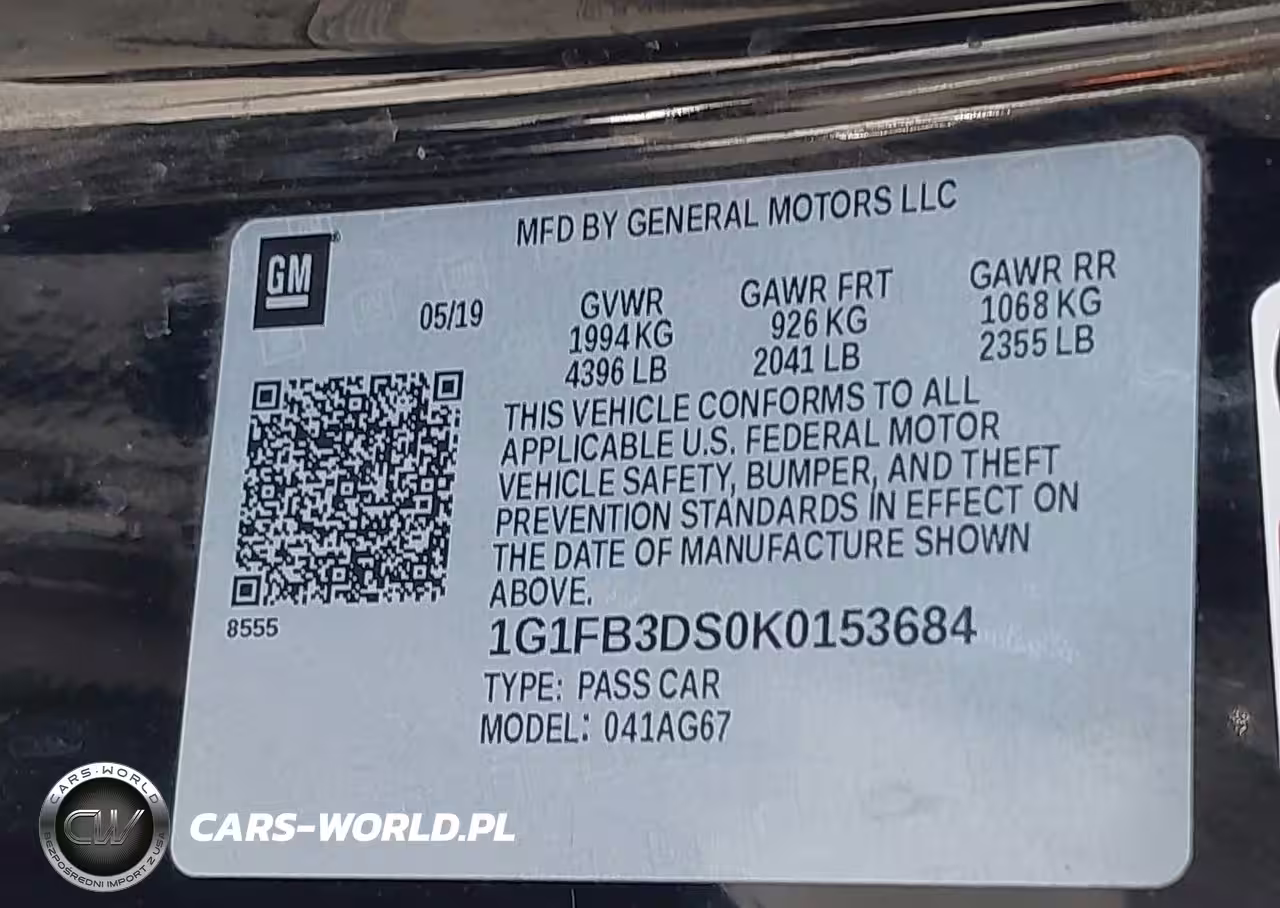 MFD BY GENERAL MOTORS LLC
GM
05/19
GVWR
1994 KG
4396 LB
GAWR FRT
926 KG
2041 LB
GAWR RR
1068 KG
2355 LB
THIS VEHICLE CONFORMS TO ALL
APPLICABLE U.S. FEDERAL MOTOR
VEHICLE SAFETY, BUMPER, AND THEFT
PREVENTION STANDARDS IN EFFECT ON
THE DATE OF MANUFACTURE SHOWN
ABOVE.
8555
1G1FB3DS0K0153684
TYPE: PASS CAR
MODEL: 041AG67
CARS-WORLD
CW
BEZPOŚREDNI IMPORT Z USA
CARS-WORLD.PL